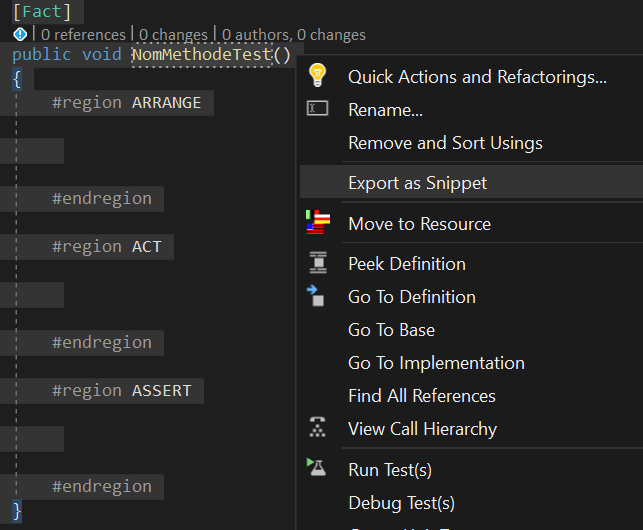 [Fact]
0 references | 0 changes | 0 authors, 0 changes
public void NomMethodeTest()
{
#region ARRANGE
#endregion
#region ACT
#endregion
#region ASSERT
#endregion
}
Quick Actions and Refactorings...
Rename...
Remove and Sort Usings
Export as Snippet
Move to Resource
Peek Definition
Go To Definition
Go To Base
Go To Implementation
Find All References
View Call Hierarchy
Run Test(s)
Debug Test(s)